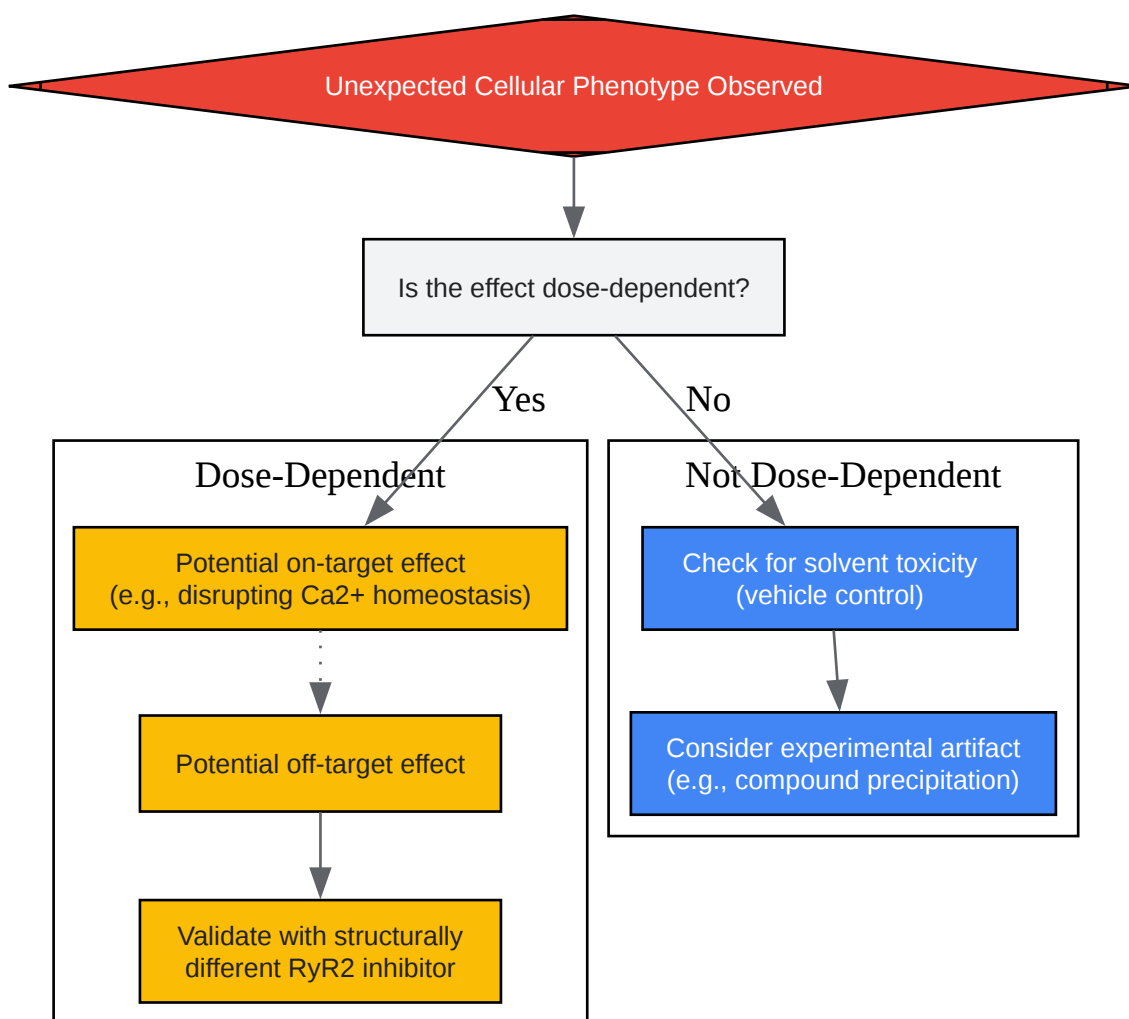 Unexpected Cellular Phenotype Observed
Is the effect dose-dependent?
Yes
No
Dose-Dependent
Potential on-target effect
(e.g., disrupting Ca2+ homeostasis)
Potential off-target effect
Validate with structurally
different RyR2 inhibitor
Not Dose-Dependent
Check for solvent toxicity
(vehicle control)
Consider experimental artifact
(e.g., compound precipitation)